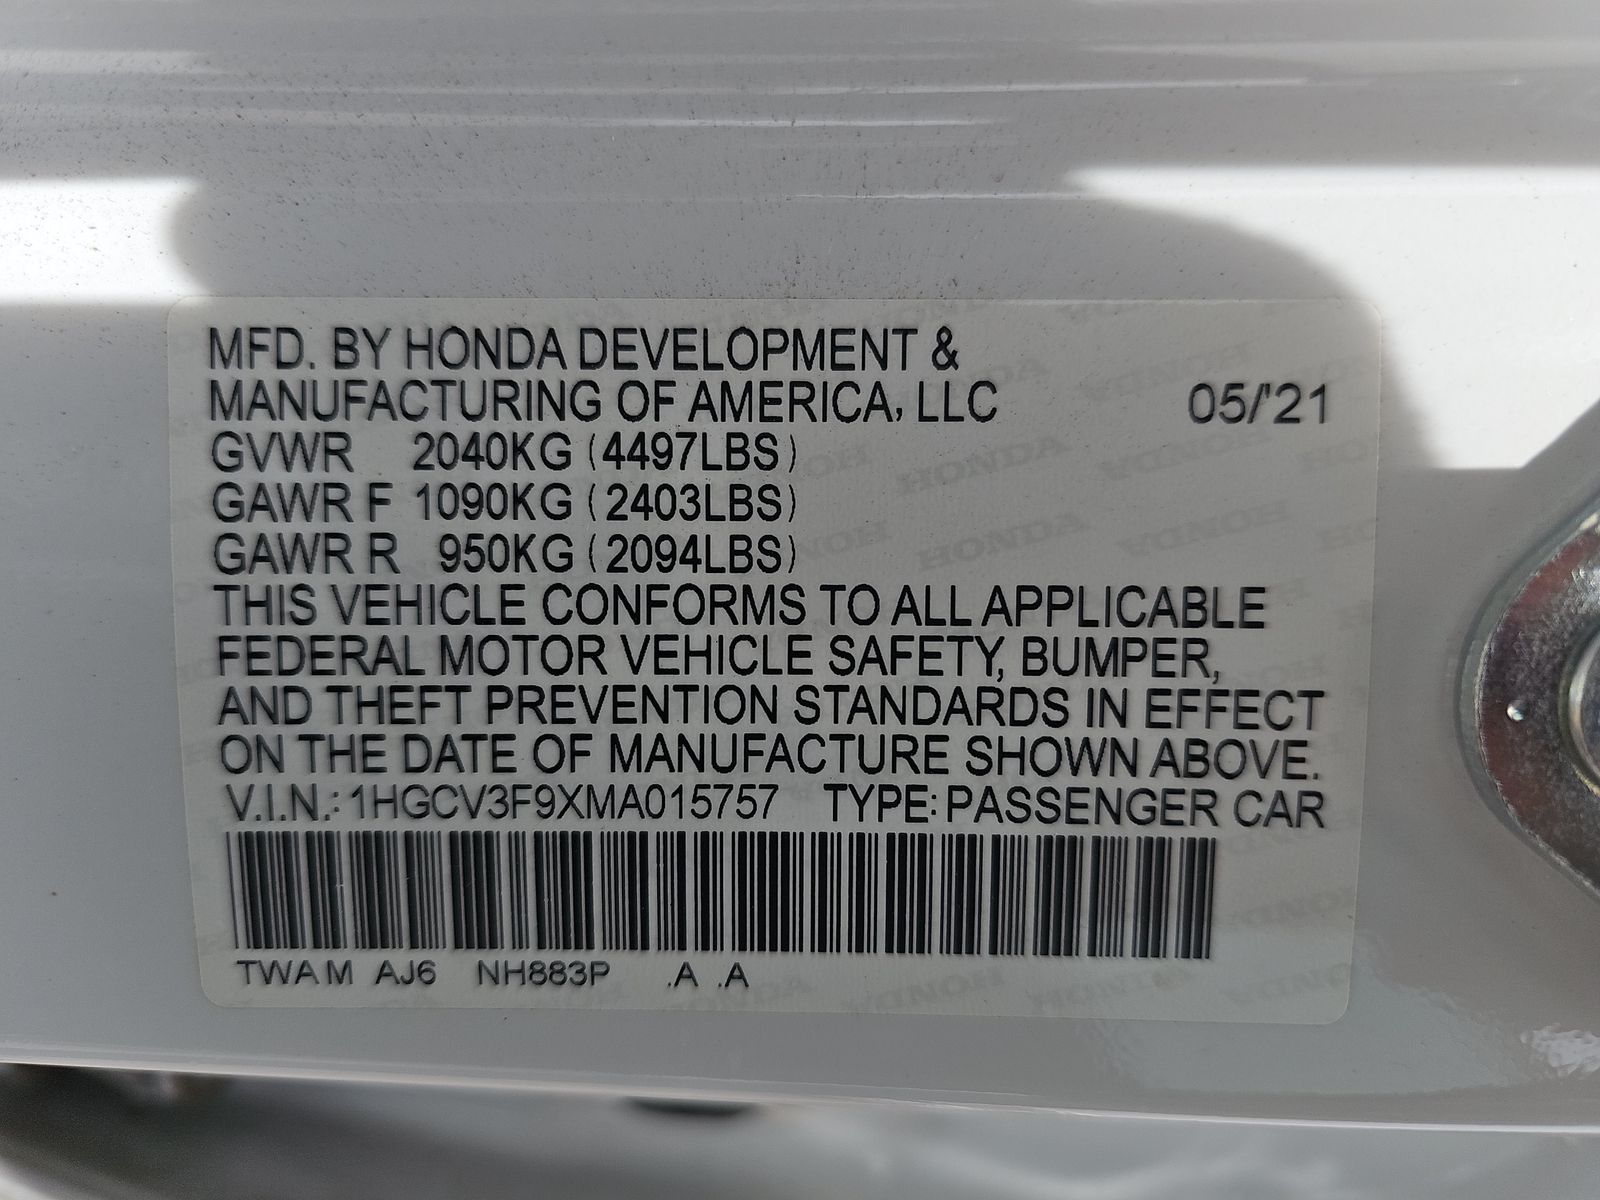 MFD. BY HONDA DEVELOPMENT &
MANUFACTURING OF AMERICA, LLC 05/'21
GVWR 2040KG (4497LBS)
GAWR F 1090KG (2403LBS)
GAWR R 950KG (2094LBS)
THIS VEHICLE CONFORMS TO ALL APPLICABLE
FEDERAL MOTOR VEHICLE SAFETY, BUMPER,
AND THEFT PREVENTION STANDARDS IN EFFECT
ON THE DATE OF MANUFACTURE SHOWN ABOVE.
V.I.N.: 1HGCV3F9XMA015757 TYPE: PASSENGER CAR
TWAM AJ6 NH883P .A .A